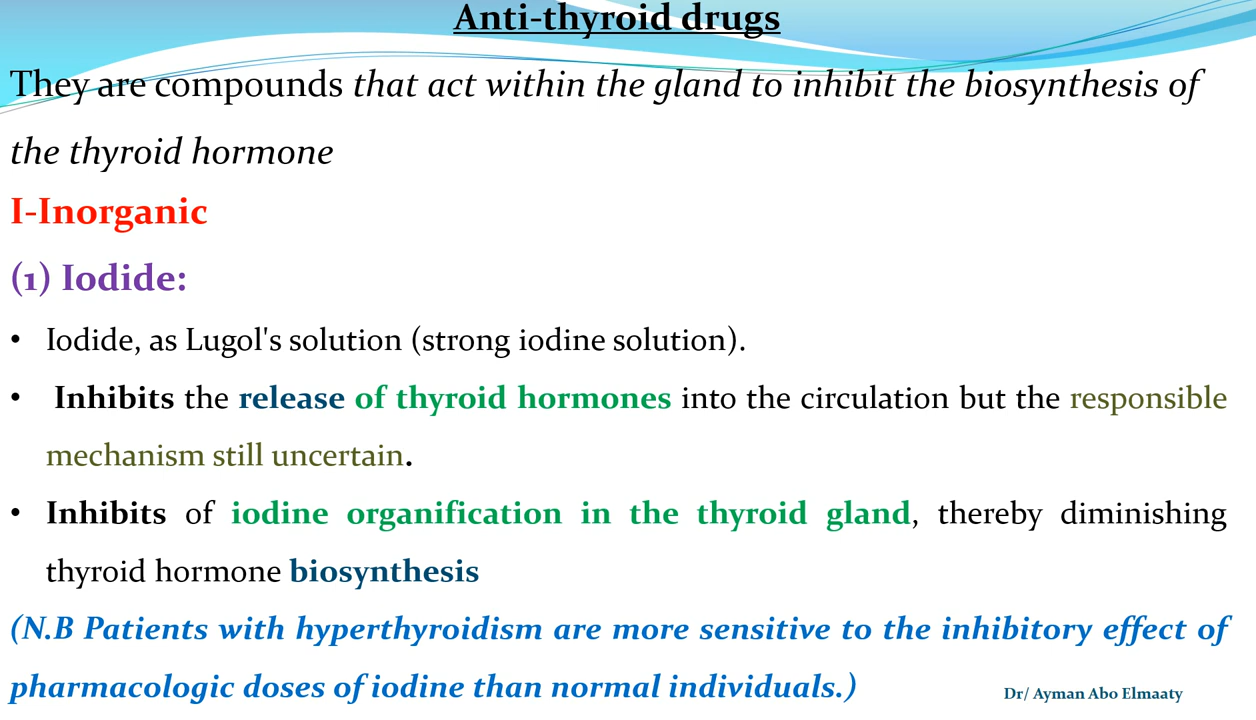 Anti-thyroid drugs
They are compounds that act within the gland to inhibit the biosynthesis of
the thyroid hormone
I-Inorganic
(1) Iodide:
• Iodide, as Lugol's solution (strong iodine solution).
• Inhibits the release of thyroid hormones into the circulation but the responsible
mechanism still uncertain.
• Inhibits of iodine organification in the thyroid gland, thereby diminishing
thyroid hormone biosynthesis
(N.B Patients with hyperthyroidism are more sensitive to the inhibitory effect of
pharmacologic doses of iodine than normal individuals.)
Dr/ Ayman Abo Elmaaty